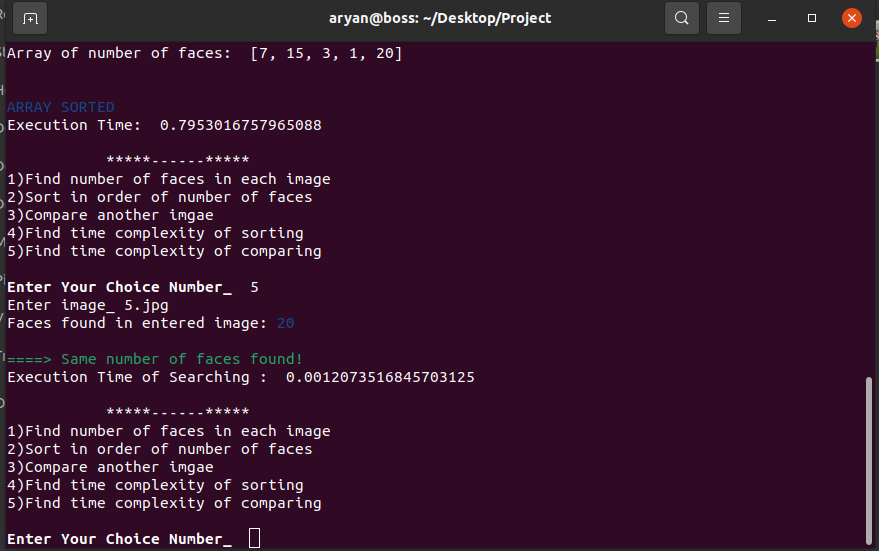 aryan@boss: ~/Desktop/Project
Array of number of faces:  [7, 15, 3, 1, 20]
ARRAY SORTED
Execution Time:  0.7953016757965088
*****------*****
1)Find number of faces in each image
2)Sort in order of number of faces
3)Compare another imgae
4)Find time complexity of sorting
5)Find time complexity of comparing
Enter Your Choice Number_  5
Enter image_ 5.jpg
Faces found in entered image: 20
====> Same number of faces found!
Execution Time of Searching :  0.0012073516845703125
*****------*****
1)Find number of faces in each image
2)Sort in order of number of faces
3)Compare another imgae
4)Find time complexity of sorting
5)Find time complexity of comparing
Enter Your Choice Number_